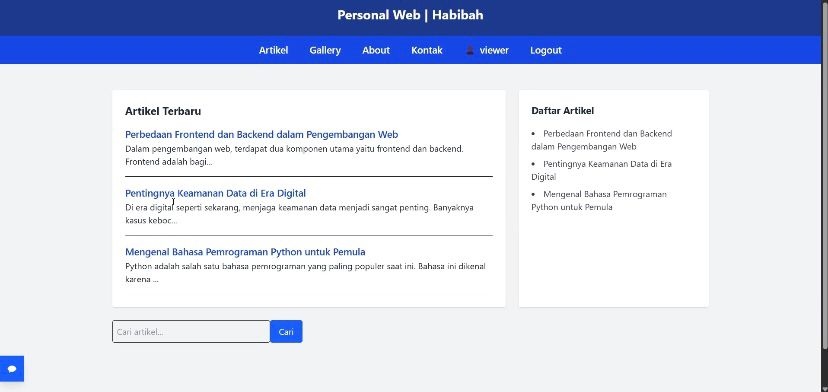 Personal Web | Habibah
Artikel Gallery About Kontak viewer Logout
Artikel Terbaru
Perbedaan Frontend dan Backend dalam Pengembangan Web
Dalam pengembangan web, terdapat dua komponen utama yaitu frontend dan backend.
Frontend adalah bagi...
Pentingnya Keamanan Data di Era Digital
Di era digital seperti sekarang, menjaga keamanan data menjadi sangat penting. Banyaknya
kasus keboc...
Mengenal Bahasa Pemrograman Python untuk Pemula
Python adalah salah satu bahasa pemrograman yang paling populer saat ini. Bahasa ini dikenal
karena ...
Daftar Artikel
• Perbedaan Frontend dan Backend
dalam Pengembangan Web
• Pentingnya Keamanan Data di Era
Digital
• Mengenal Bahasa Pemrograman
Python untuk Pemula
Cari artikel... Cari